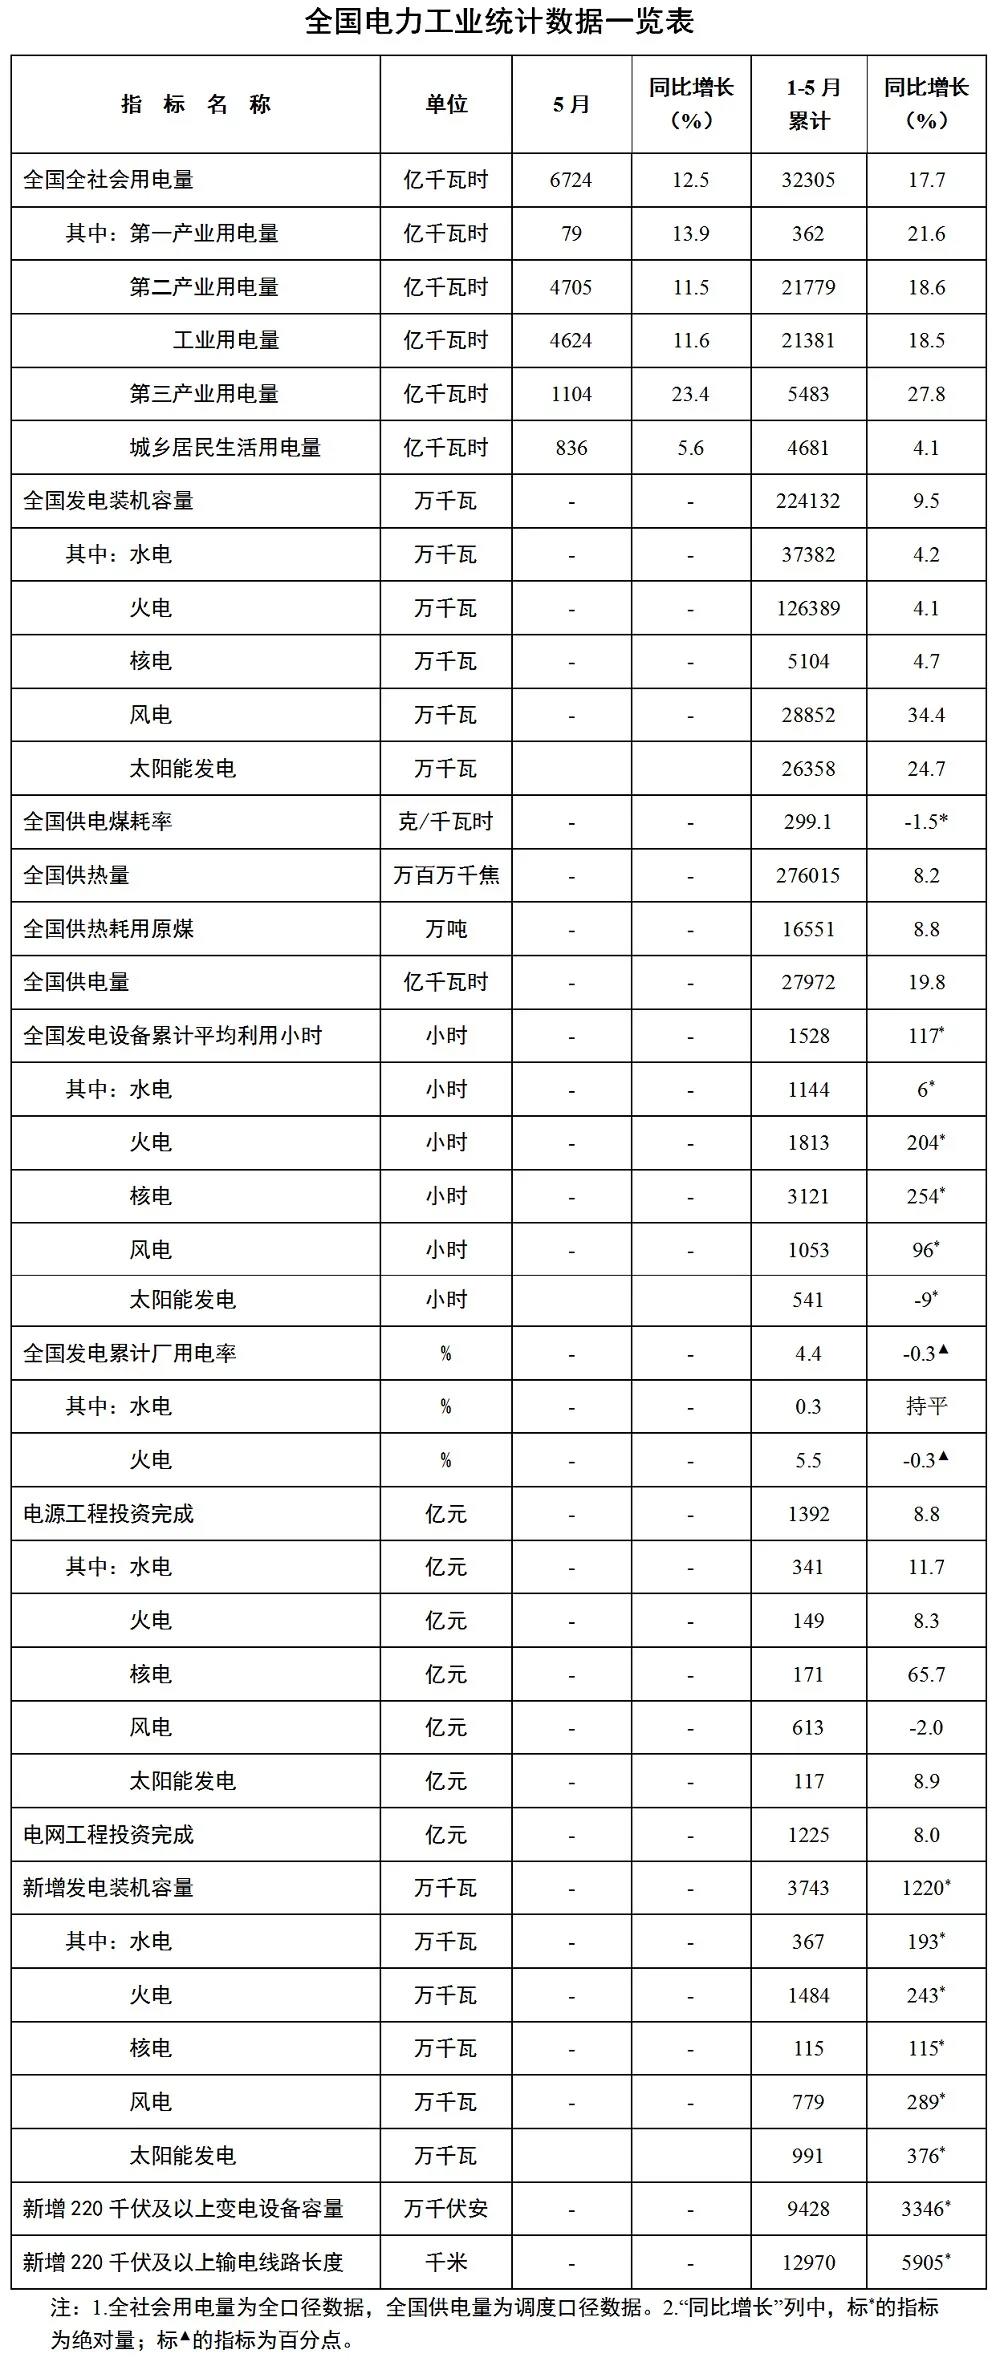 全国电力工业统计数据一览表
指 标 名 称 单位 5月 同比增长（%） 1-5月累计 同比增长（%）
全国全社会用电量 亿千瓦时 6724 12.5 32305 17.7
其中：第一产业用电量 亿千瓦时 79 13.9 362 21.6
第二产业用电量 亿千瓦时 4705 11.5 21779 18.6
工业用电量 亿千瓦时 4624 11.6 21381 18.5
第三产业用电量 亿千瓦时 1104 23.4 5483 27.8
城乡居民生活用电量 亿千瓦时 836 5.6 4681 4.1
全国发电装机容量 万千瓦 - - 224132 9.5
其中：水电 万千瓦 - - 37382 4.2
火电 万千瓦 - - 126389 4.1
核电 万千瓦 - - 5104 4.7
风电 万千瓦 - - 28852 34.4
太阳能发电 万千瓦 26358 24.7
全国供电煤耗率 克/千瓦时 - - 299.1 -1.5*
全国供热量 万百万千焦 - - 276015 8.2
全国供热耗用原煤 万吨 - - 16551 8.8
全国供电量 亿千瓦时 - - 27972 19.8
全国发电设备累计平均利用小时 小时 - - 1528 117*
其中：水电 小时 - - 1144 6*
火电 小时 - - 1813 204*
核电 小时 - - 3121 254*
风电 小时 - - 1053 96*
太阳能发电 小时 541 -9*
全国发电累计厂用电率 % - - 4.4 -0.3▲
其中：水电 % - - 0.3 持平
火电 % - - 5.5 -0.3▲
电源工程投资完成 亿元 - - 1392 8.8
其中：水电 亿元 - - 341 11.7
火电 亿元 - - 149 8.3
核电 亿元 - - 171 65.7
风电 亿元 - - 613 -2.0
太阳能发电 亿元 - - 117 8.9
电网工程投资完成 亿元 - - 1225 8.0
新增发电装机容量 万千瓦 - - 3743 1220*
其中：水电 万千瓦 - - 367 193*
火电 万千瓦 - - 1484 243*
核电 万千瓦 - - 115 115*
风电 万千瓦 - - 779 289*
太阳能发电 万千瓦 991 376*
新增220千伏及以上变电设备容量 万千伏安 - - 9428 3346*
新增220千伏及以上输电线路长度 千米 - - 12970 5905*
注：1.全社会用电量为全口径数据，全国供电量为调度口径数据。2.“同比增长”列中，标*的指标
为绝对量；标▲的指标为百分点。